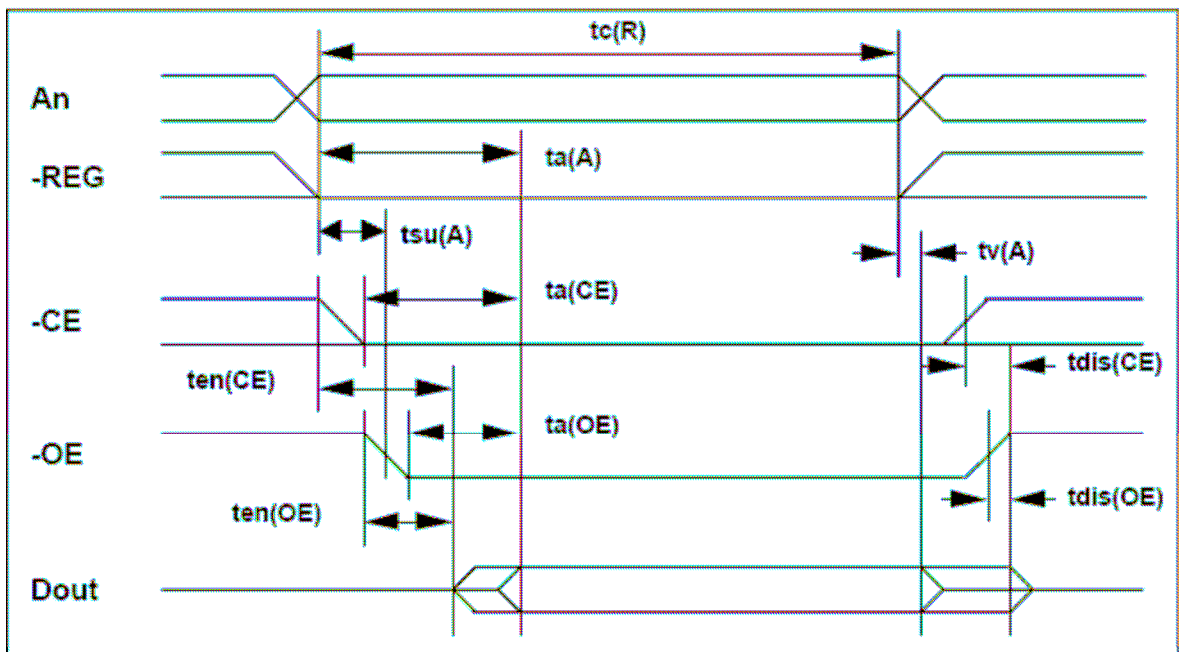 tc(R)
An
ta(A)
-REG
tsu(A)
tv(A)
ta(CE)
-CE
ten(CE)
tdis(CE)
ta(OE)
-OE
ten(OE)
tdis(OE)
Dout